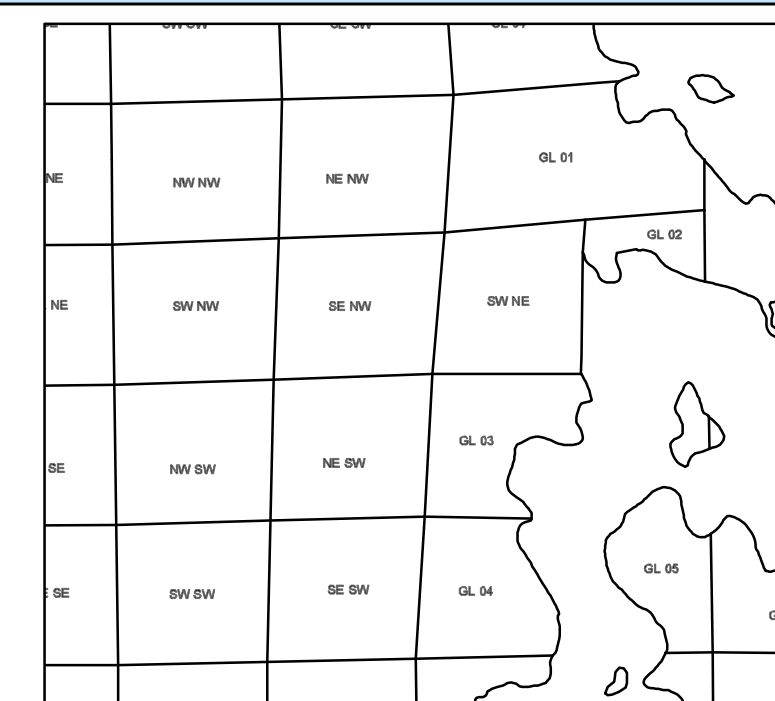 NE
NW NW
NE NW
GL 01
GL 02
NE
SW NW
SE NW
SW NE
SE
NW SW
NE SW
GL 03
SE
SW SW
SE SW
GL 04
GL 05